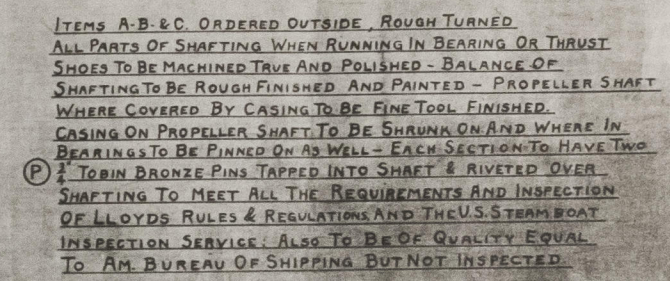 ITEMS A-B-&C. ORDERED OUTSIDE, ROUGH TURNED
ALL PARTS OF SHAFTING WHEN RUNNING IN BEARING OR THRUST
SHOES TO BE MACHINED TRUE AND POLISHED - BALANCE OF
SHAFTING TO BE ROUGH FINISHED AND PAINTED - PROPELLER SHAFT
WHERE COVERED BY CASING TO BE FINE TOOL FINISHED.
CASING ON PROPELLER SHAFT TO BE SHRUNK ON AND WHERE IN
BEARINGS TO BE PINNED ON AS WELL - EACH SECTION TO HAVE TWO
P 1/4" TOBIN BRONZE PINS TAPPED INTO SHAFT & RIVETED OVER
SHAFTING TO MEET ALL THE REQUIREMENTS AND INSPECTION
OF LLOYDS RULES & REGULATIONS, AND THE U.S. STEAMBOAT
INSPECTION SERVICE: ALSO TO BE OF QUALITY EQUAL
TO AM. BUREAU OF SHIPPING BUT NOT INSPECTED.